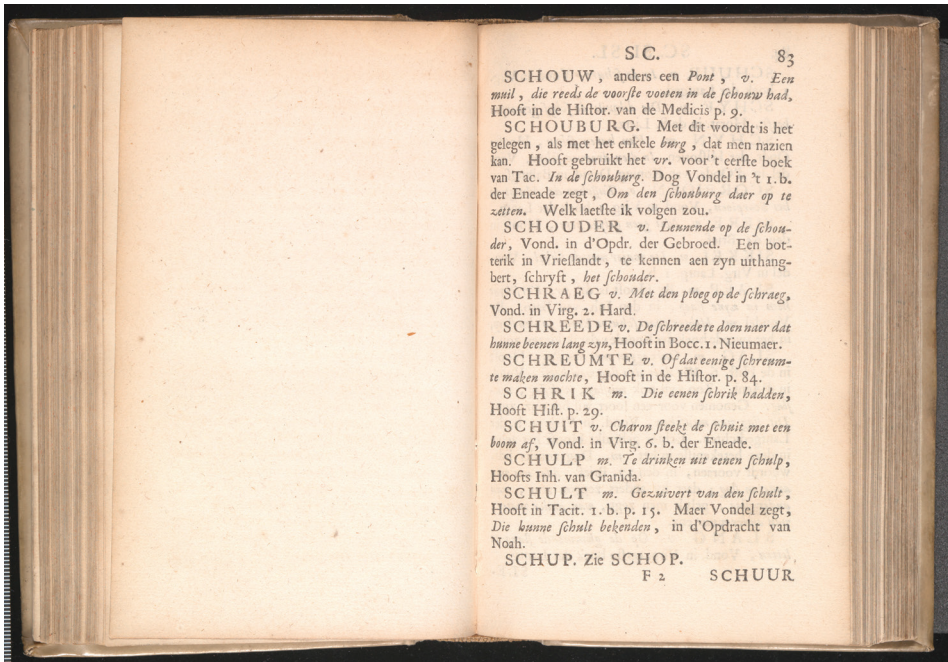 SC. 83
SCHOUW, anders een Pont, v. Een
muil, die reeds de voorſte voeten in de ſchouw had,
Hooft in de Hiſtor. van de Medicis p. 9.
SCHOUBURG. Met dit woordt is het
gelegen, als met het enkele burg, dat men nazien
kan. Hooft gebruikt het vr. voor 't eerſte boek
van Tac. In de ſchouburg. Dog Vondel in 't 1. b.
der Eneade zegt, Om den ſchouburg daer op te
zetten. Welk laetſte ik volgen zou.
SCHOUDER v. Leunende op de ſchou-
der, Vond. in d'Opdr. der Gebroed. Een bot-
terik in Vrieſlandt, te kennen aen zyn uithang-
bert, ſchryft, het ſchouder.
SCHRAEG v. Met den ploeg op de ſchraeg,
Vond. in Virg. 2. Hard.
SCHREEDE v. De ſchreede te doen naer dat
hunne beenen lang zyn, Hooft in Bocc. 1. Nieumaer.
SCHREUMTE v. Of dat eenige ſchreum-
te maken mochte, Hooft in de Hiſtor. p. 84.
SCHRIK m. Die eenen ſchrik hadden,
Hooft Hiſt. p. 29.
SCHUIT v. Charon ſteekt de ſchuit met een
boom af, Vond. in Virg. 6. b. der Eneade.
SCHULP m. Te drinken uit eenen ſchulp,
Hoofts Inh. van Granida.
SCHULT m. Gezuivert van den ſchult,
Hooft in Tacit. 1. b. p. 15. Maer Vondel zegt,
Die hunne ſchult bekenden, in d'Opdracht van
Noah.
SCHUP. Zie SCHOP.
F 2 SCHUUR